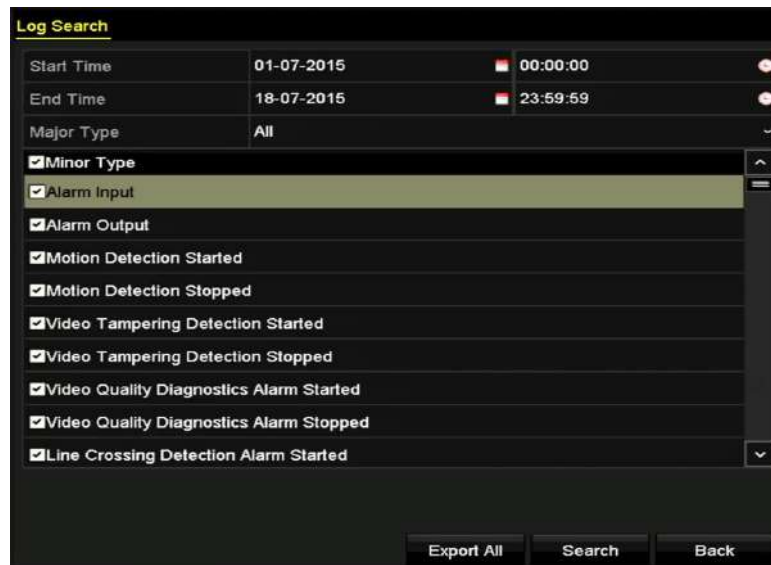 Log Search
Start Time 01-07-2015 00:00:00
End Time 18-07-2015 23:59:59
Major Type All
Minor Type
Alarm Input
Alarm Output
Motion Detection Started
Motion Detection Stopped
Video Tampering Detection Started
Video Tampering Detection Stopped
Video Quality Diagnostics Alarm Started
Video Quality Diagnostics Alarm Stopped
Line Crossing Detection Alarm Started
Export All Search Back